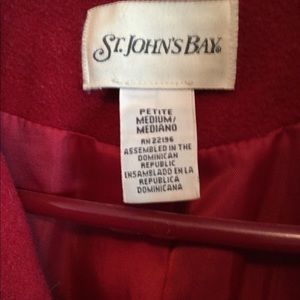 ST. JOHN'S BAY
PETITE
MEDIUM/
MEDIANO
RN 22196
ASSEMBLED IN THE
DOMINICAN
REPUBLIC
ENSAMBLADO EN LA
REPUBLICA
DOMINICANA